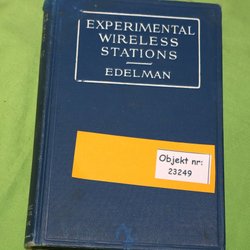 EXPERIMENTAL
WIRELESS
STATIONS
EDELMAN
Objekt nr:
23249